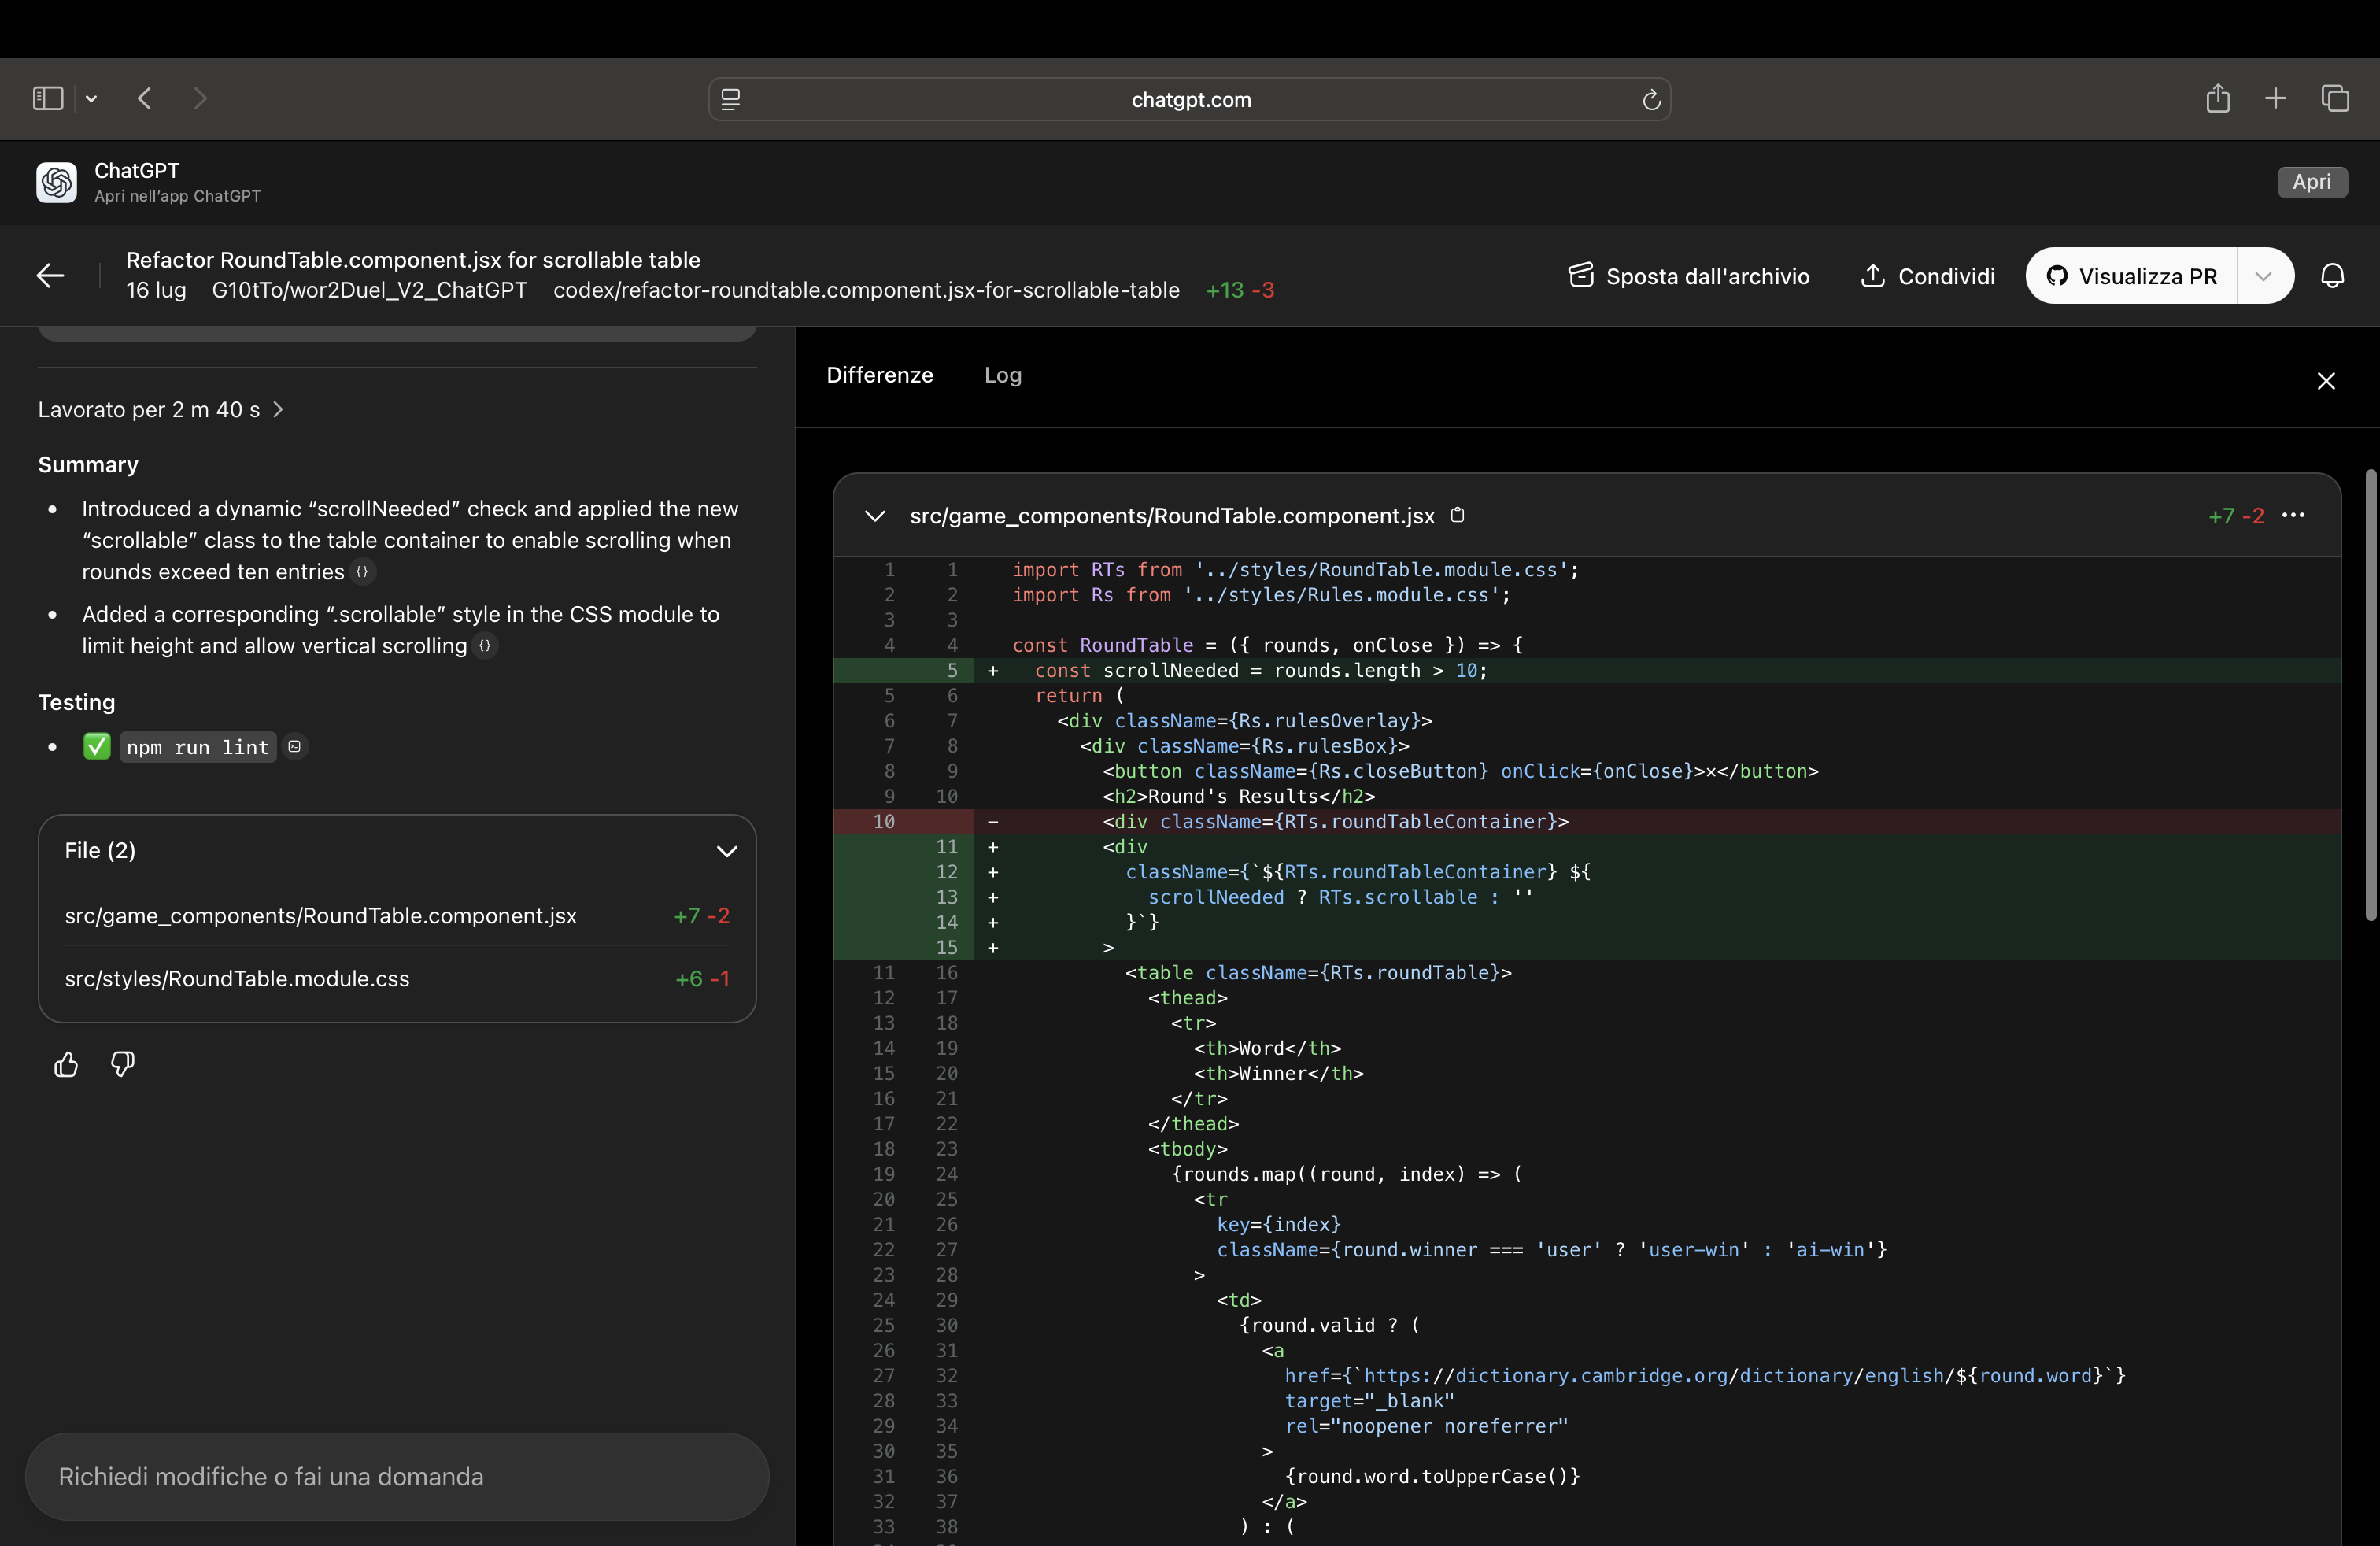 chatgpt.com
ChatGPT
Apri nell'app ChatGPT
Apri
Refactor RoundTable.component.jsx for scrollable table
16 lug G10tTo/wor2Duel_V2_ChatGPT codex/refactor-roundtable.component.jsx-for-scrollable-table +13 -3
Sposta dall'archivio
Condividi
Visualizza PR
Lavorato per 2 m 40 s
Summary
• Introduced a dynamic “scrollNeeded” check and applied the new
“scrollable” class to the table container to enable scrolling when
rounds exceed ten entries {}
• Added a corresponding “.scrollable” style in the CSS module to
limit height and allow vertical scrolling {}
Testing
• ✅ npm run lint
File (2)
src/game_components/RoundTable.component.jsx +7 -2
src/styles/RoundTable.module.css +6 -1
Richiedi modifiche o fai una domanda
Differenze Log
src/game_components/RoundTable.component.jsx +7 -2
1 1 import RTs from '../styles/RoundTable.module.css';
2 2 import Rs from '../styles/Rules.module.css';
3 3
4 4 const RoundTable = ({ rounds, onClose }) => {
5 + const scrollNeeded = rounds.length > 10;
5 6 return (
6 7 <div className={Rs.rulesOverlay}>
7 8 <div className={Rs.rulesBox}>
8 9 <button className={Rs.closeButton} onClick={onClose}>×</button>
9 10 <h2>Round's Results</h2>
10 - <div className={RTs.roundTableContainer}>
11 + <div
12 + className={`${RTs.roundTableContainer} ${
13 + scrollNeeded ? RTs.scrollable : ''
14 + }`}
15 + >
11 16 <table className={RTs.roundTable}>
12 17 <thead>
13 18 <tr>
14 19 <th>Word</th>
15 20 <th>Winner</th>
16 21 </tr>
17 22 </thead>
18 23 <tbody>
19 24 {rounds.map((round, index) => (
20 25 <tr
21 26 key={index}
22 27 className={round.winner === 'user' ? 'user-win' : 'ai-win'}
23 28 >
24 29 <td>
25 30 {round.valid ? (
26 31 <a
27 32 href={`https://dictionary.cambridge.org/dictionary/english/${round.word}`}
28 33 target="_blank"
29 34 rel="noopener noreferrer"
30 35 >
31 36 {round.word.toUpperCase()}
32 37 </a>
33 38 ) : (